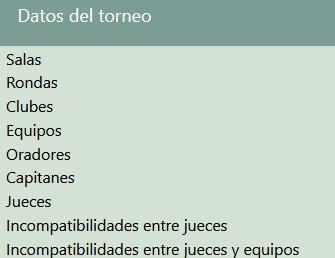 Datos del torneo
Salas
Rondas
Clubes
Equipos
Oradores
Capitanes
Jueces
Incompatibilidades entre jueces
Incompatibilidades entre jueces y equipos